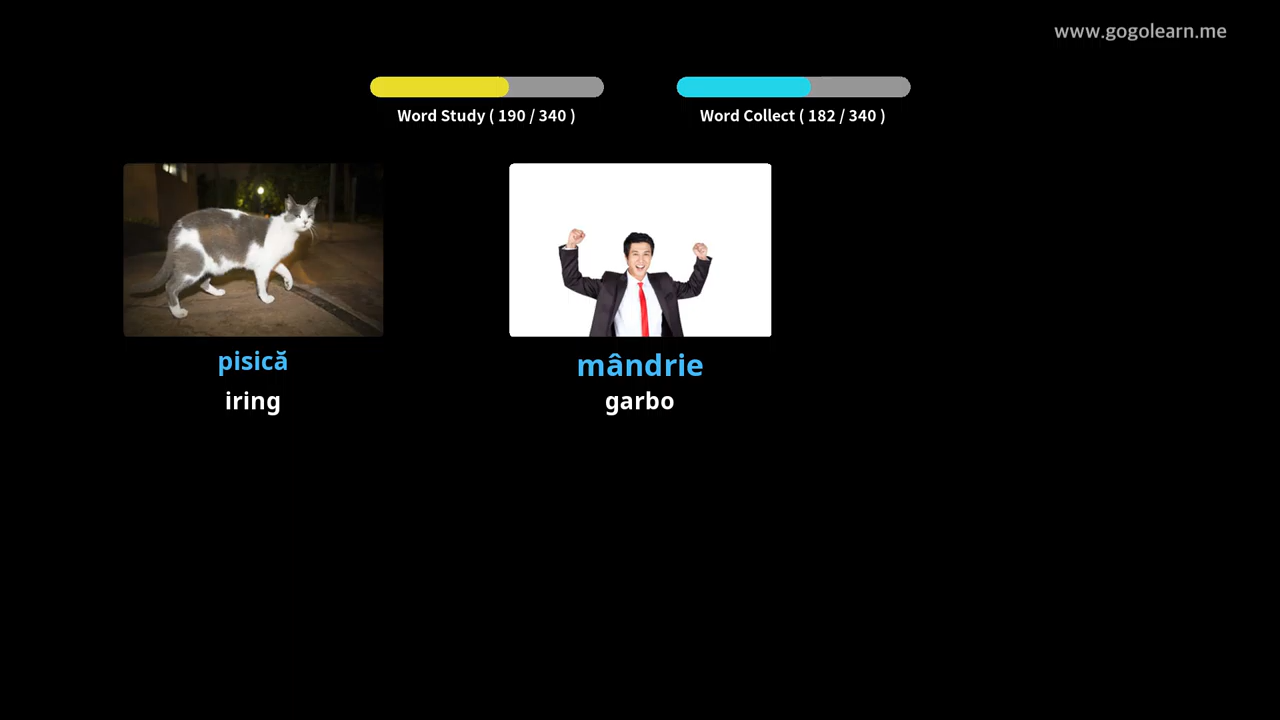 www.gogolearn.me
Word Study ( 190 / 340 )
Word Collect ( 182 / 340 )
pisică
iring
mândrie
garbo